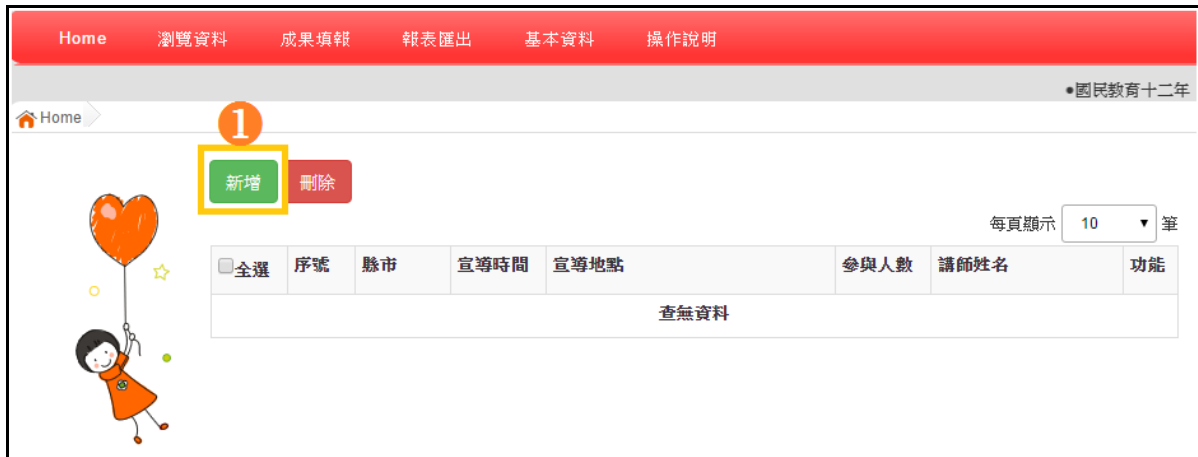 Home 瀏覽資料 成果填報 報表匯出 基本資料 操作說明
●國民教育十二年
Home
1
新增 刪除
每頁顯示 10 ▼ 筆
全選 序號 縣市 宣導時間 宣導地點 參與人數 講師姓名 功能
查無資料